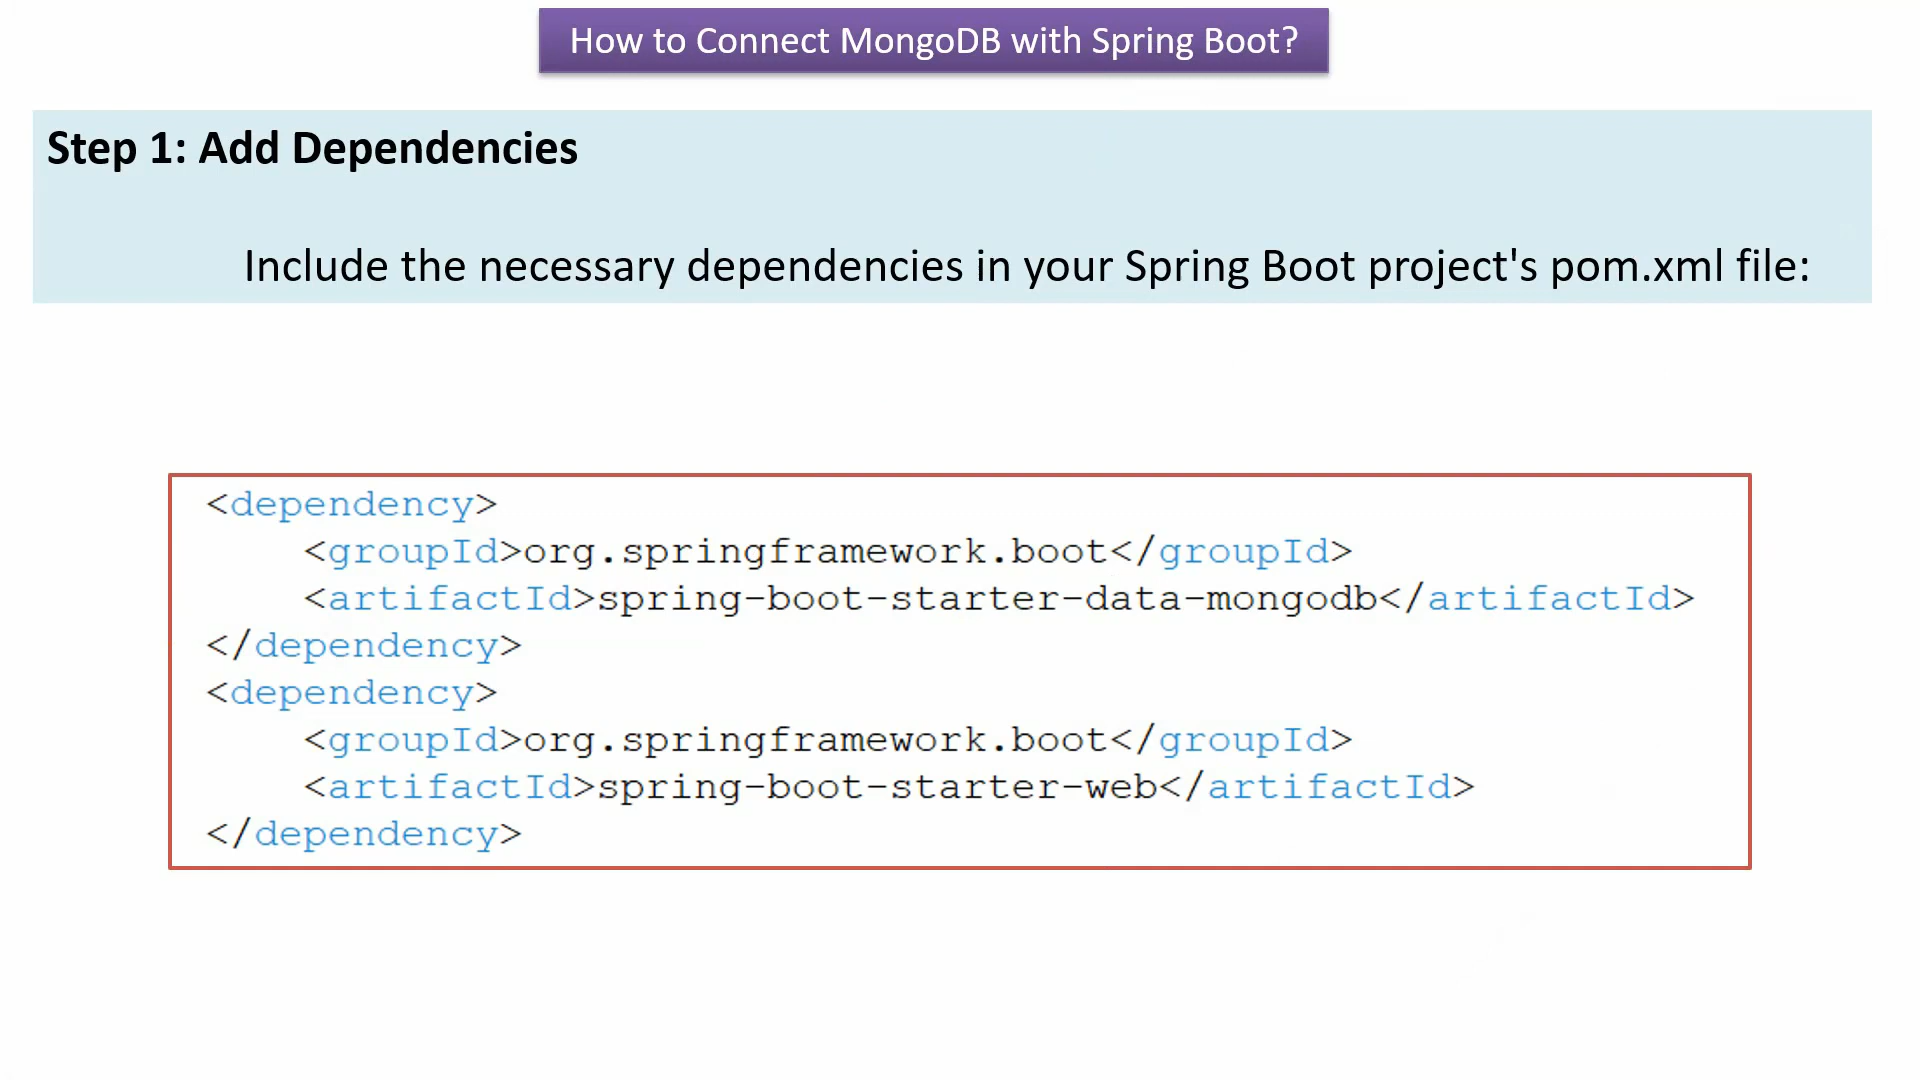 How to Connect MongoDB with Spring Boot?
Step 1: Add Dependencies
Include the necessary dependencies in your Spring Boot project's pom.xml file:
<dependency>
    <groupId>org.springframework.boot</groupId>
    <artifactId>spring-boot-starter-data-mongodb</artifactId>
</dependency>
<dependency>
    <groupId>org.springframework.boot</groupId>
    <artifactId>spring-boot-starter-web</artifactId>
</dependency>